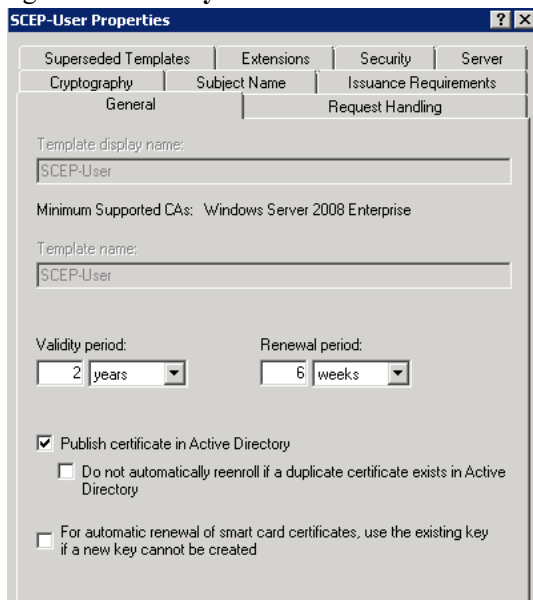 SCEP-User Properties
Superseded Templates Extensions Security Server
Cryptography Subject Name Issuance Requirements
General Request Handling
Template display name:
SCEP-User
Minimum Supported CAs: Windows Server 2008 Enterprise
Template name:
SCEP-User
Validity period: Renewal period:
2 years 6 weeks
Publish certificate in Active Directory
Do not automatically reenroll if a duplicate certificate exists in Active
Directory
For automatic renewal of smart card certificates, use the existing key
if a new key cannot be created